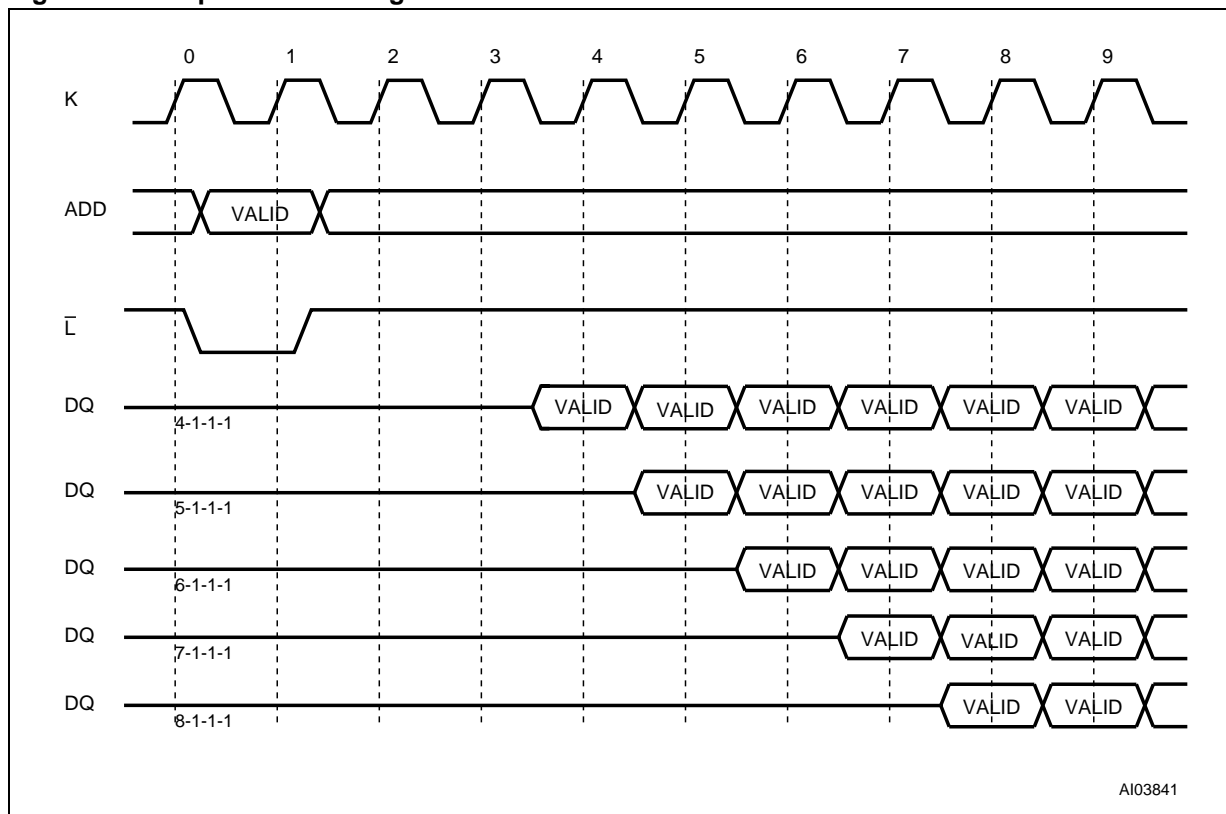 0 1 2 3 4 5 6 7 8 9
K
ADD VALID
L̅
DQ VALID VALID VALID VALID VALID VALID
4-1-1-1
DQ VALID VALID VALID VALID VALID
5-1-1-1
DQ VALID VALID VALID VALID
6-1-1-1
DQ VALID VALID VALID
7-1-1-1
DQ VALID VALID
8-1-1-1
AI03841